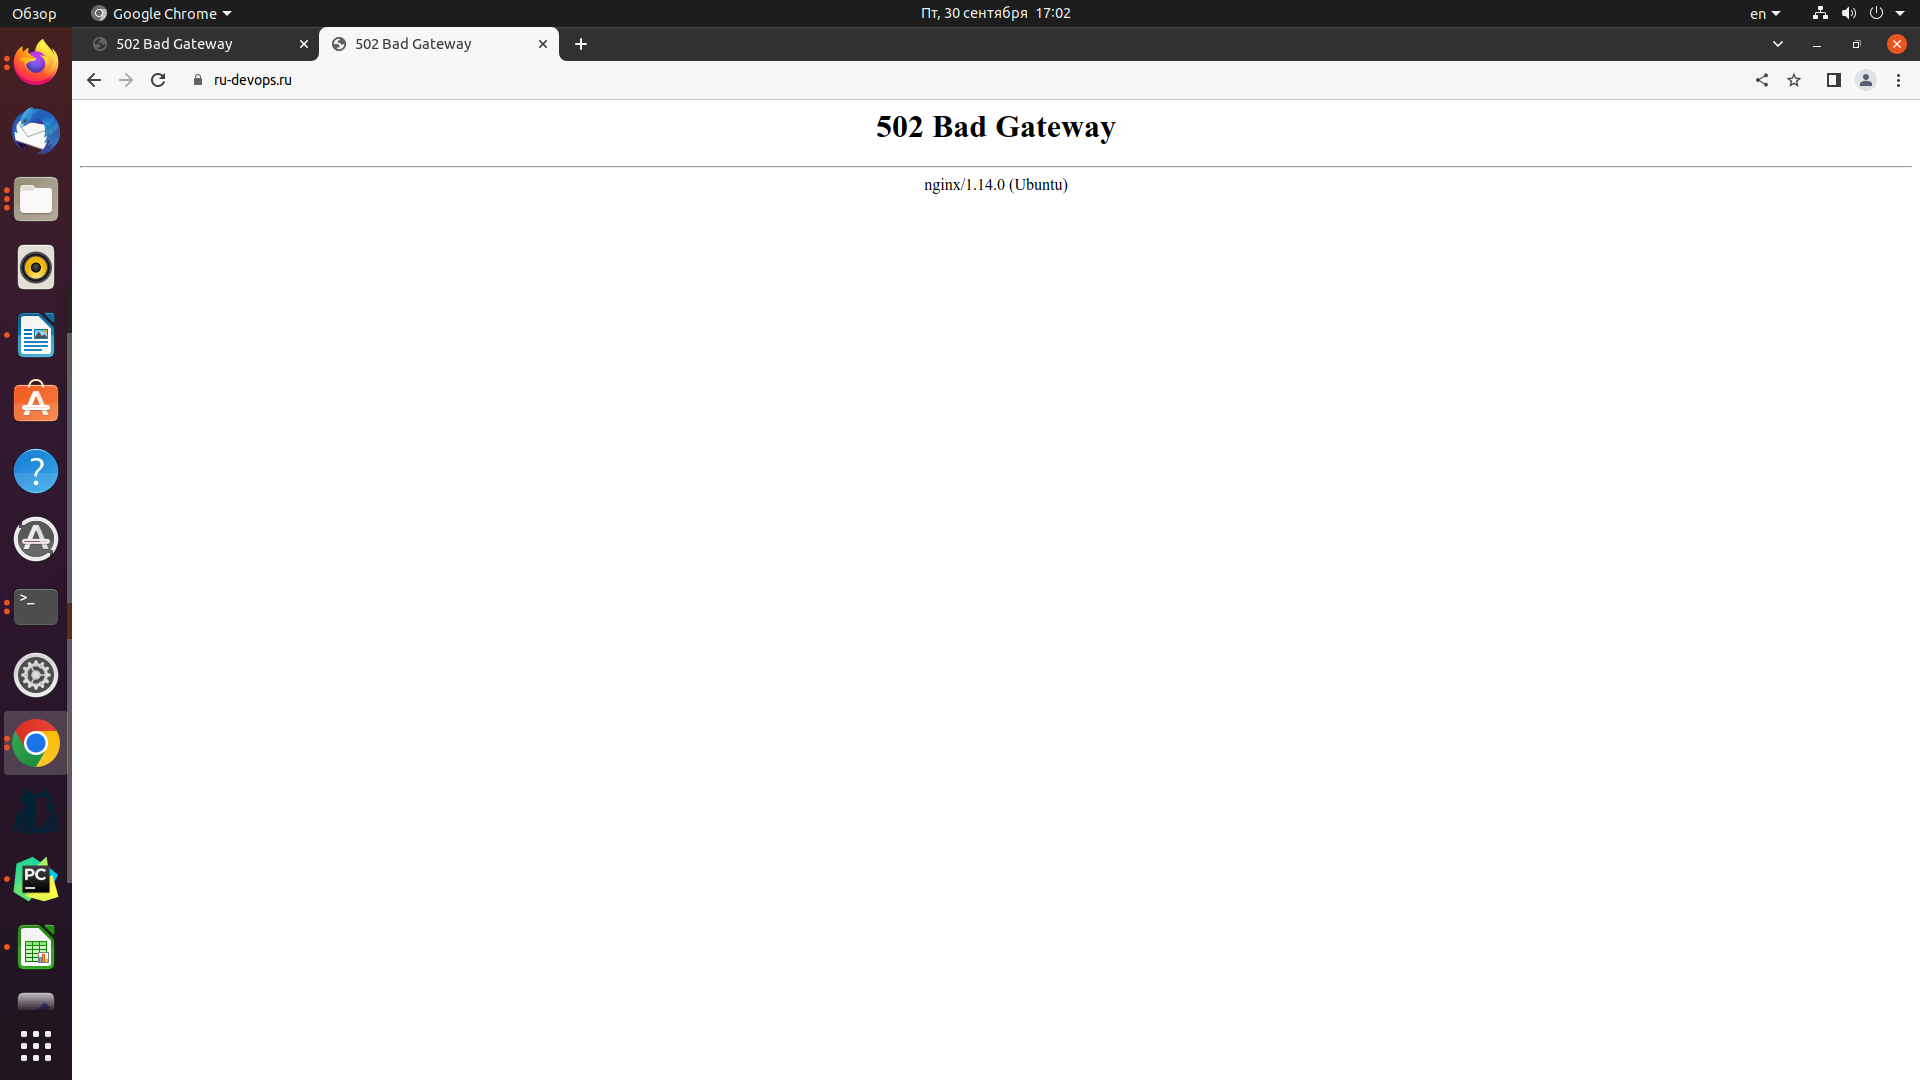 Обзор
Google Chrome
Пт, 30 сентября 17:02
en
502 Bad Gateway
502 Bad Gateway
ru-devops.ru
502 Bad Gateway
nginx/1.14.0 (Ubuntu)
?
>_
PC